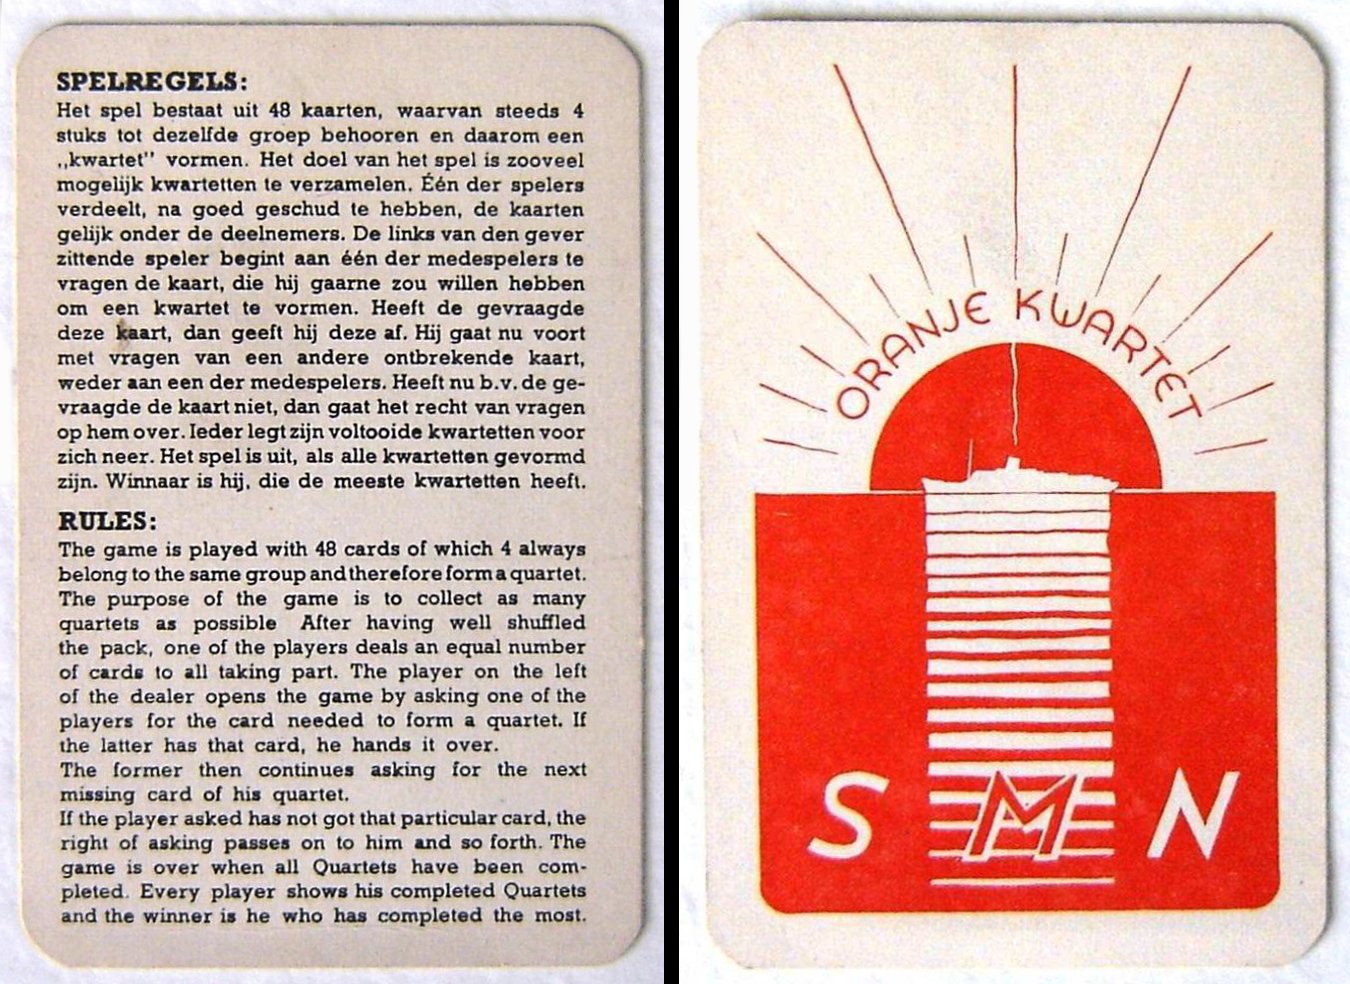 SPELREGELS:
Het spel bestaat uit 48 kaarten, waarvan steeds 4
stuks tot dezelfde groep behooren en daarom een
,,kwartet" vormen. Het doel van het spel is zooveel
mogelijk kwartetten te verzamelen. Één der spelers
verdeelt, na goed geschud te hebben, de kaarten
gelijk onder de deelnemers. De links van den gever
zittende speler begint aan één der medespelers te
vragen de kaart, die hij gaarne zou willen hebben
om een kwartet te vormen. Heeft de gevraagde
deze kaart, dan geeft hij deze af. Hij gaat nu voort
met vragen van een andere ontbrekende kaart,
weder aan een der medespelers. Heeft nu b.v. de ge-
vraagde de kaart niet, dan gaat het recht van vragen
op hem over. Ieder legt zijn voltooide kwartetten voor
zich neer. Het spel is uit, als alle kwartetten gevormd
zijn. Winnaar is hij, die de meeste kwartetten heeft.
RULES:
The game is played with 48 cards of which 4 always
belong to the same group and therefore form a quartet.
The purpose of the game is to collect as many
quartets as possible After having well shuffled
the pack, one of the players deals an equal number
of cards to all taking part. The player on the left
of the dealer opens the game by asking one of the
players for the card needed to form a quartet. If
the latter has that card, he hands it over.
The former then continues asking for the next
missing card of his quartet.
If the player asked has not got that particular card, the
right of asking passes on to him and so forth. The
game is over when all Quartets have been com-
pleted. Every player shows his completed Quartets
and the winner is he who has completed the most.
ORANJE KWARTET
S M N